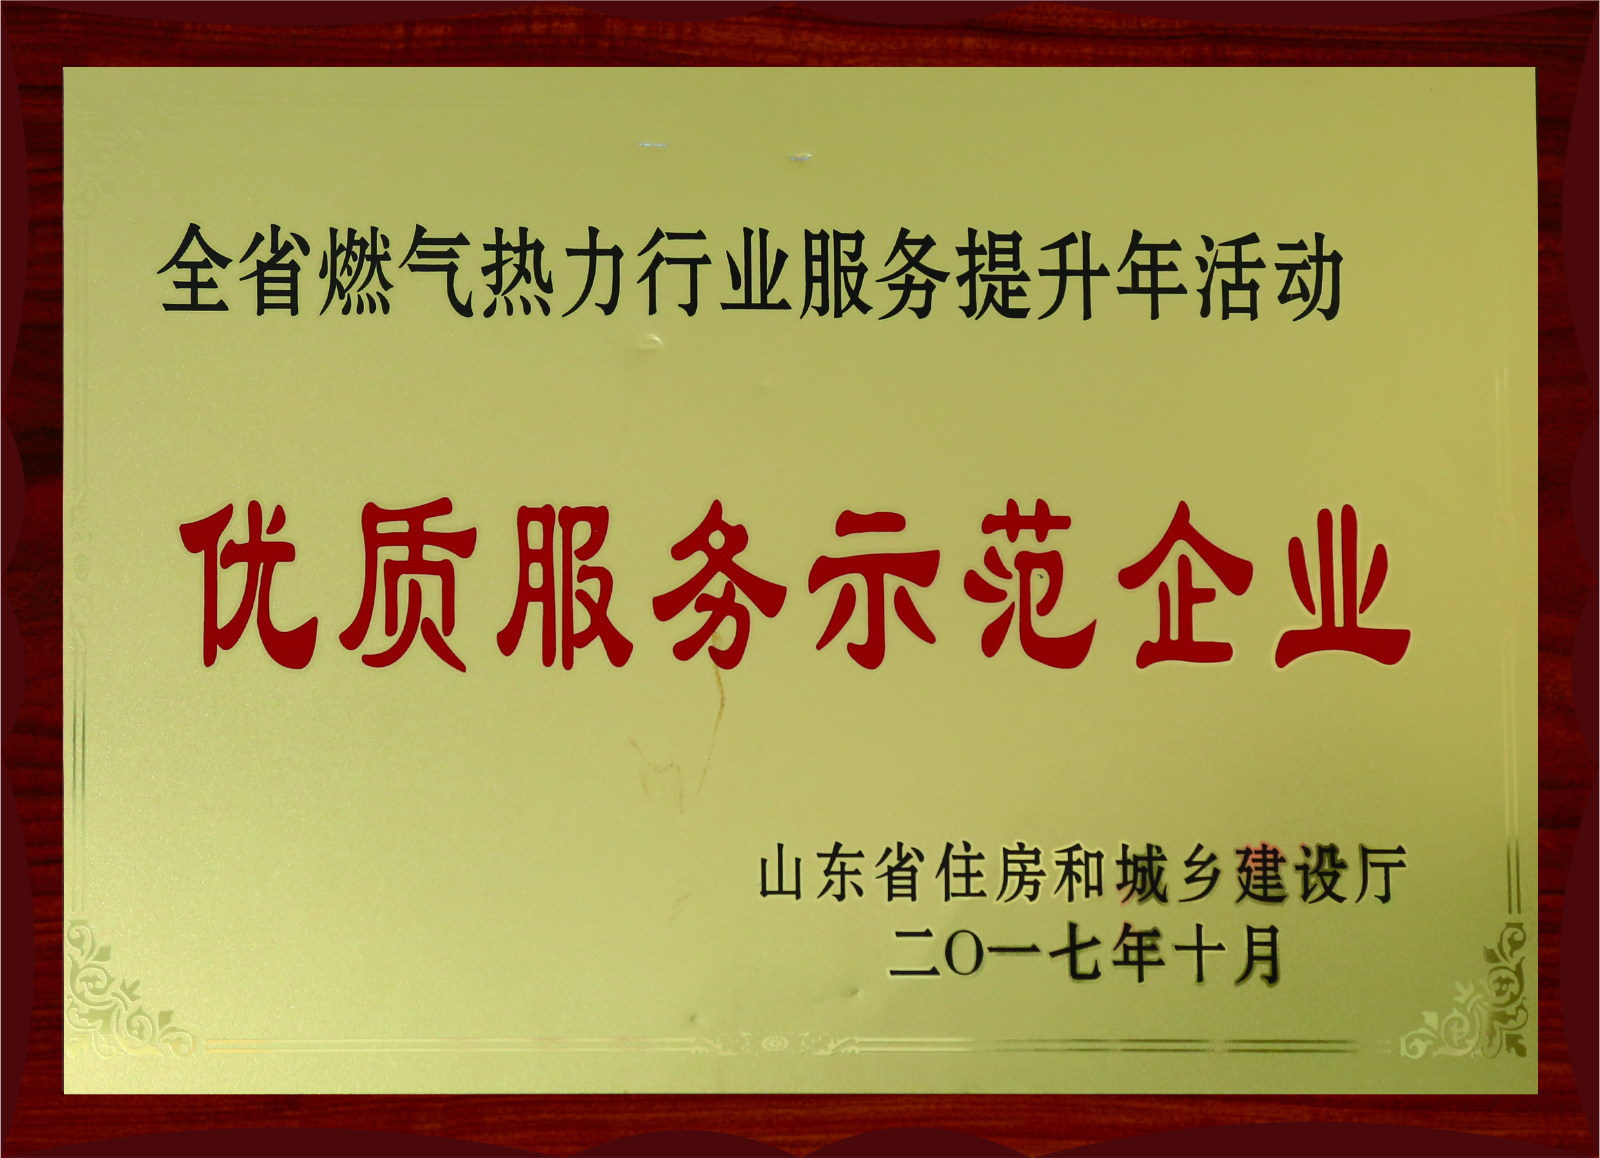 全省燃气热力行业服务提升年活动
优质服务示范企业
山东省住房和城乡建设厅
二〇一七年十月